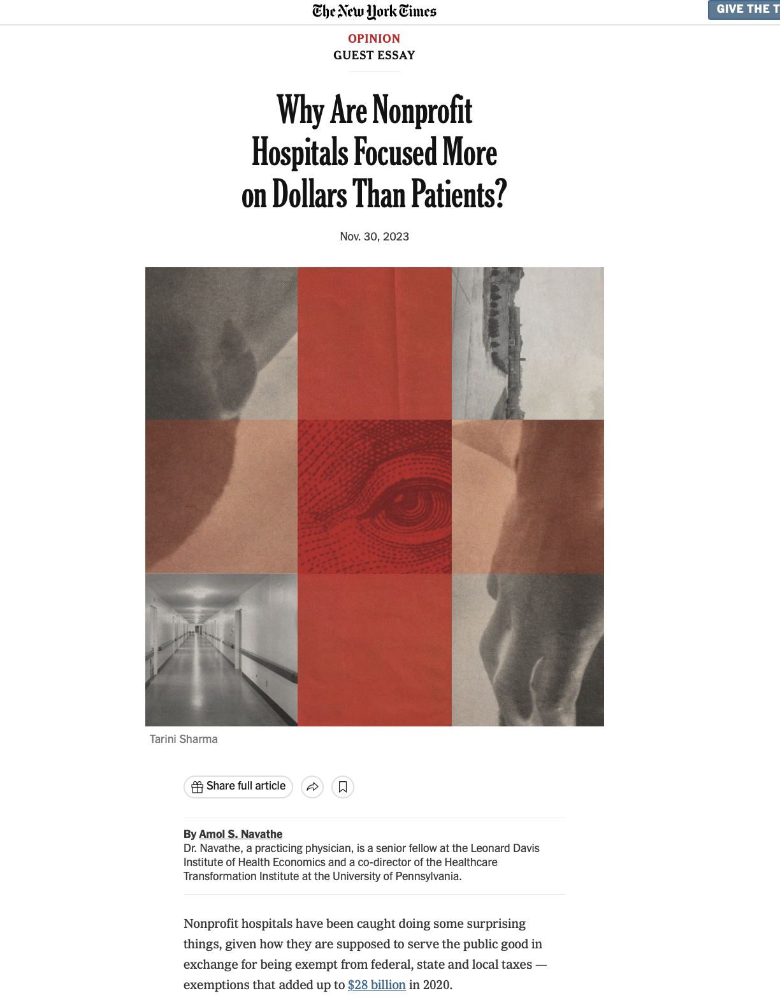 The New York Times
GIVE THE T
OPINION
GUEST ESSAY
Why Are Nonprofit
Hospitals Focused More
on Dollars Than Patients?
Nov. 30, 2023
Tarini Sharma
Share full article
By Amol S. Navathe
Dr. Navathe, a practicing physician, is a senior fellow at the Leonard Davis
Institute of Health Economics and a co-director of the Healthcare
Transformation Institute at the University of Pennsylvania.
Nonprofit hospitals have been caught doing some surprising
things, given how they are supposed to serve the public good in
exchange for being exempt from federal, state and local taxes —
exemptions that added up to $28 billion in 2020.